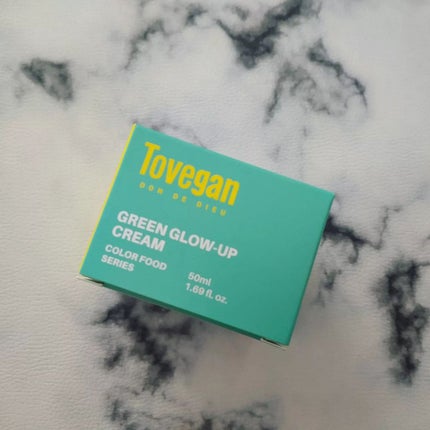 Tovegan
DON DE DIEU
GREEN GLOW-UP
CREAM
COLOR FOOD
SERIES
50ml
1.69 fl. oz.